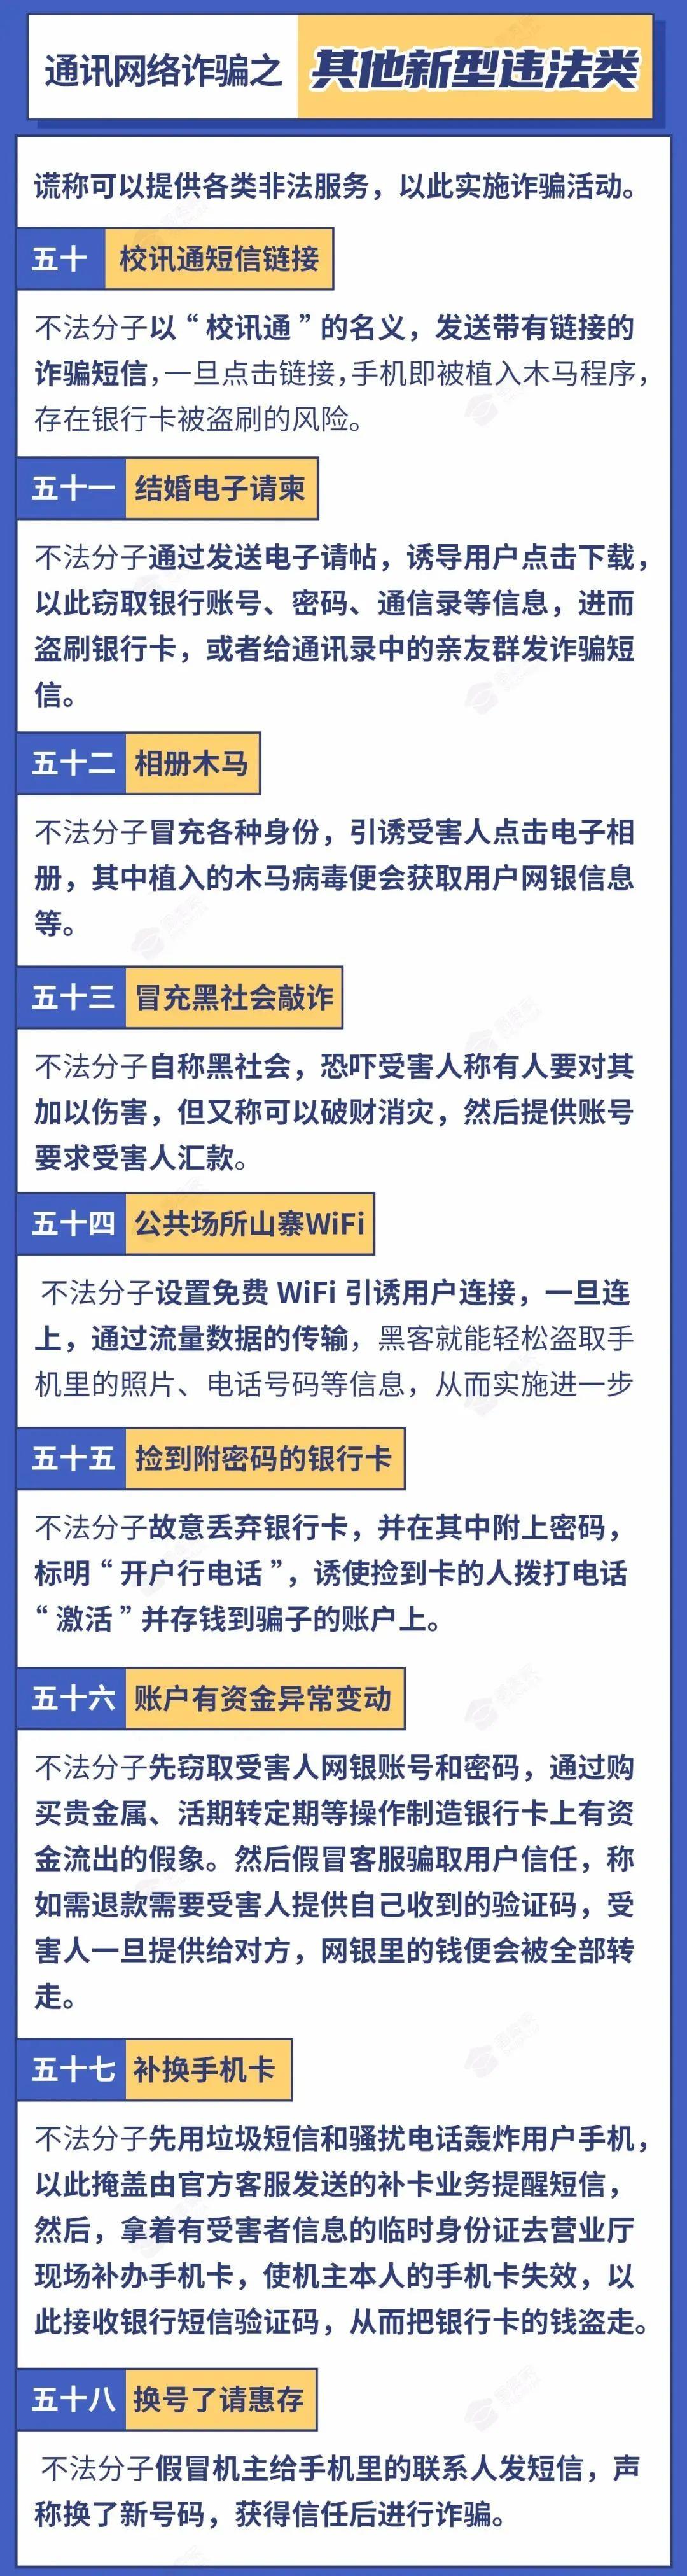 通讯网络诈骗之 其他新型违法类
谎称可以提供各类非法服务，以此实施诈骗活动。
五十 校讯通短信链接
不法分子以“校讯通”的名义，发送带有链接的
诈骗短信，一旦点击链接，手机即被植入木马程序，
存在银行卡被盗刷的风险。
五十一 结婚电子请柬
不法分子通过发送电子请帖，诱导用户点击下载，
以此窃取银行账号、密码、通信录等信息，进而
盗刷银行卡，或者给通讯录中的亲友群发诈骗短
信。
五十二 相册木马
不法分子冒充各种身份，引诱受害人点击电子相
册，其中植入的木马病毒便会获取用户网银信息
等。
五十三 冒充黑社会敲诈
不法分子自称黑社会，恐吓受害人称有人要对其
加以伤害，但又称可以破财消灾，然后提供账号
要求受害人汇款。
五十四 公共场所山寨WiFi
不法分子设置免费 WiFi 引诱用户连接，一旦连
上，通过流量数据的传输，黑客就能轻松盗取手
机里的照片、电话号码等信息，从而实施进一步
五十五 捡到附密码的银行卡
不法分子故意丢弃银行卡，并在其中附上密码，
标明“开户行电话”，诱使捡到卡的人拨打电话
“激活”并存钱到骗子的账户上。
五十六 账户有资金异常变动
不法分子先窃取受害人网银账号和密码，通过购
买贵金属、活期转定期等操作制造银行卡上有资
金流出的假象。然后假冒客服骗取用户信任，称
如需退款需要受害人提供自己收到的验证码，受
害人一旦提供给对方，网银里的钱便会被全部转
走。
五十七 补换手机卡
不法分子先用垃圾短信和骚扰电话轰炸用户手机，
以此掩盖由官方客服发送的补卡业务提醒短信，
然后，拿着有受害者信息的临时身份证去营业厅
现场补办手机卡，使机主本人的手机卡失效，以
此接收银行短信验证码，从而把银行卡的钱盗走。
五十八 换号了请惠存
不法分子假冒机主给手机里的联系人发短信，声
称换了新号码，获得信任后进行诈骗。